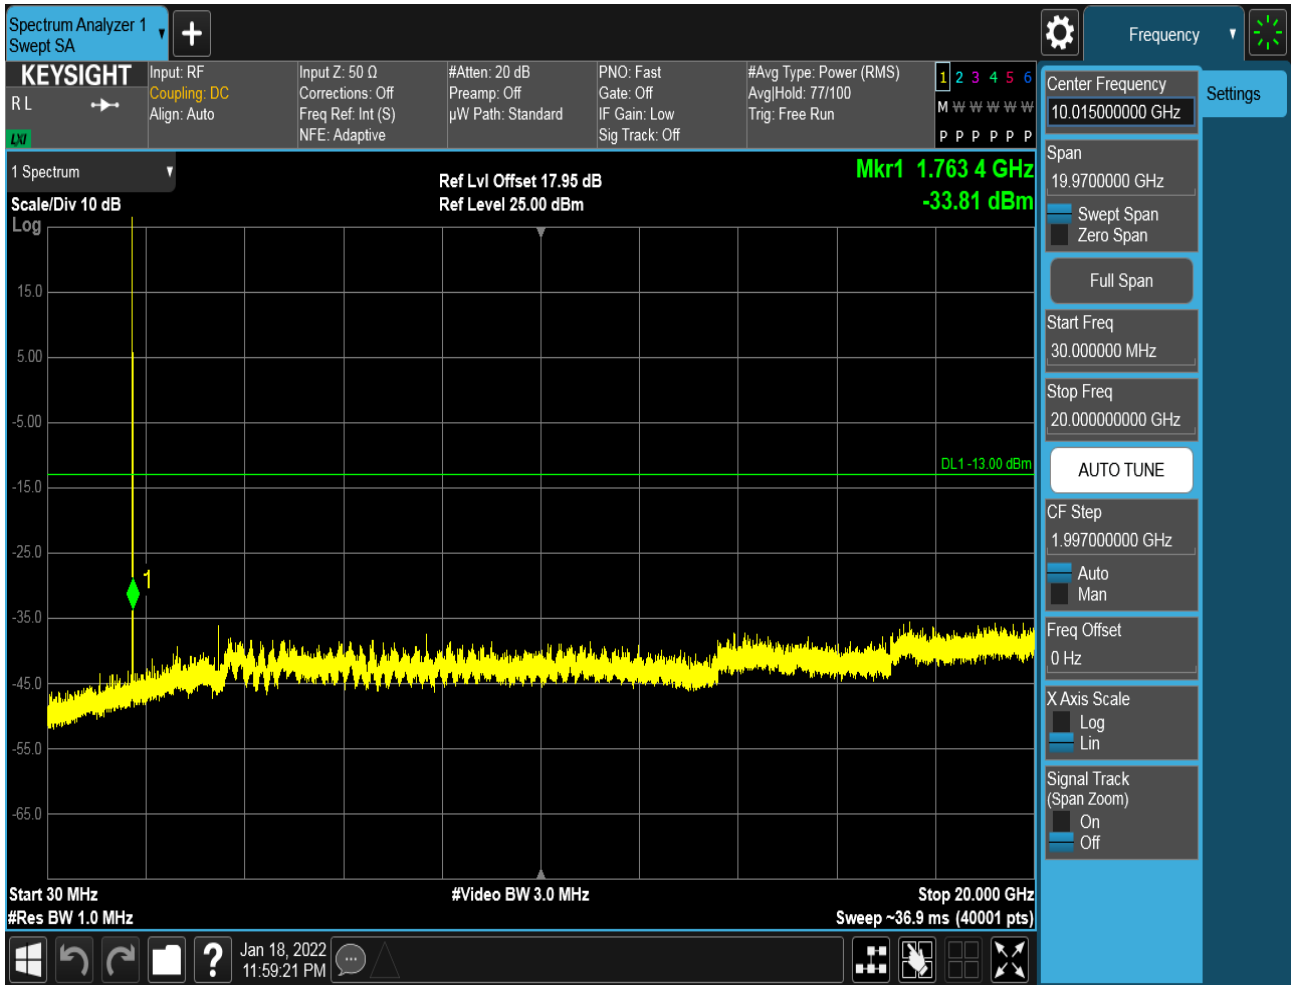 Spectrum Analyzer 1
Swept SA
Frequency
KEYSIGHT
R L
LXI
Input: RF
Coupling: DC
Align: Auto
Input Z: 50 Ω
Corrections: Off
Freq Ref: Int (S)
NFE: Adaptive
#Atten: 20 dB
Preamp: Off
µW Path: Standard
PNO: Fast
Gate: Off
IF Gain: Low
Sig Track: Off
#Avg Type: Power (RMS)
Avg|Hold: 77/100
Trig: Free Run
1 2 3 4 5 6
M W W W W W
P P P P P P
1 Spectrum
Scale/Div 10 dB
Log
Ref Lvl Offset 17.95 dB
Ref Level 25.00 dBm
Mkr1 1.763 4 GHz
-33.81 dBm
15.0
5.00
-5.00
DL1 -13.00 dBm
-15.0
-25.0
1
-35.0
-45.0
-55.0
-65.0
Start 30 MHz
#Res BW 1.0 MHz
#Video BW 3.0 MHz
Stop 20.000 GHz
Sweep ~36.9 ms (40001 pts)
Jan 18, 2022
11:59:21 PM
Center Frequency
10.015000000 GHz
Settings
Span
19.9700000 GHz
Swept Span
Zero Span
Full Span
Start Freq
30.000000 MHz
Stop Freq
20.000000000 GHz
AUTO TUNE
CF Step
1.997000000 GHz
Auto
Man
Freq Offset
0 Hz
X Axis Scale
Log
Lin
Signal Track
(Span Zoom)
On
Off